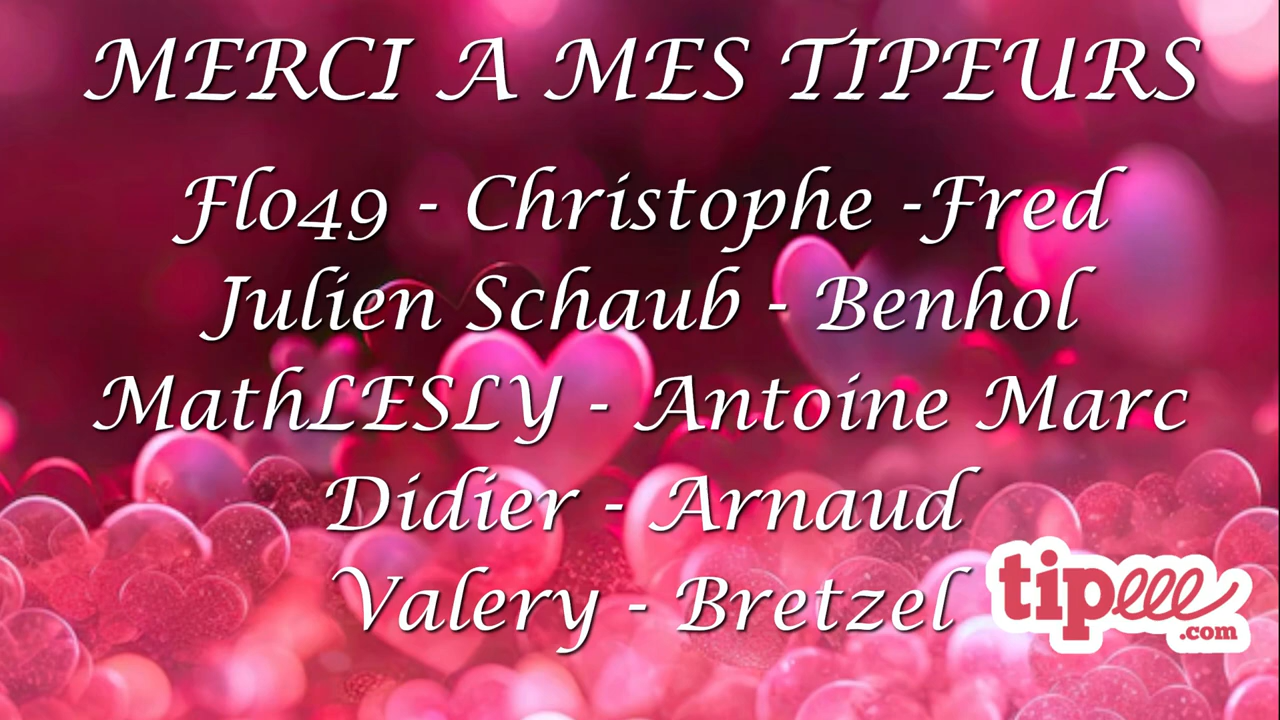 MERCI A MES TIPEURS
Flo49 - Christophe -Fred
Julien Schaub - Benhol
MathLESLY - Antoine Marc
Didier - Arnaud
Valery - Bretzel
tipeee
.com